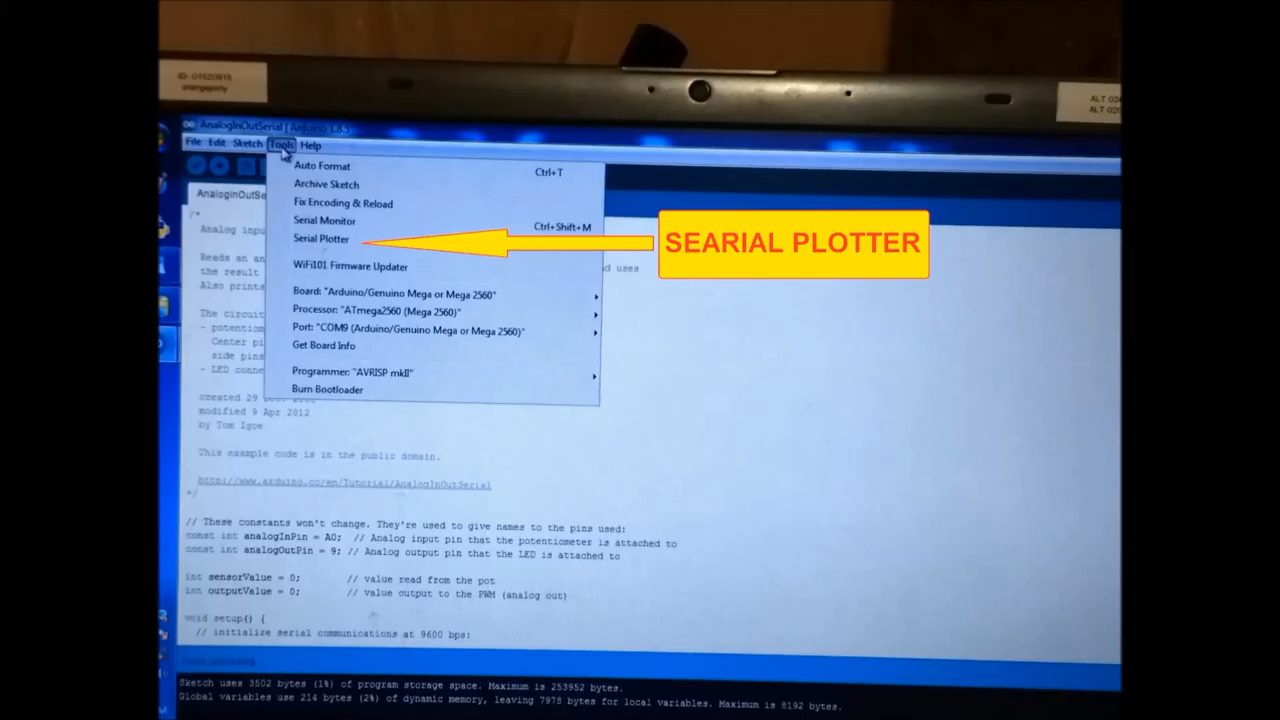 ID- 01520815
orangepony
ALT 02
ALT 020
AnalogInOutSerial | Arduino 1.8.5
File Edit Sketch Tools Help
Auto Format Ctrl+T
AnalogInOutSe
Archive Sketch
/*
Fix Encoding & Reload
Analog inpu
Serial Monitor Ctrl+Shift+M
Serial Plotter
SEARIAL PLOTTER
Reads an an
d uses
the result
WiFi101 Firmware Updater
Also prints
Board: "Arduino/Genuino Mega or Mega 2560"
The circuit
Processor: "ATmega2560 (Mega 2560)"
- potentiom
Port: "COM9 (Arduino/Genuino Mega or Mega 2560)"
Center pi
Get Board Info
side pins
- LED conne
Programmer: "AVRISP mkII"
Burn Bootloader
created 29
modified 9 Apr 2012
by Tom Igoe
This example code is in the public domain.
http://www.arduino.cc/en/Tutorial/AnalogInOutSerial
*/
// These constants won't change. They're used to give names to the pins used:
const int analogInPin = A0; // Analog input pin that the potentiometer is attached to
const int analogOutPin = 9; // Analog output pin that the LED is attached to
int sensorValue = 0; // value read from the pot
int outputValue = 0; // value output to the PWM (analog out)
void setup() {
// initialize serial communications at 9600 bps:
Done uploading.
Sketch uses 3502 bytes (1%) of program storage space. Maximum is 253952 bytes.
Global variables use 214 bytes (2%) of dynamic memory, leaving 7978 bytes for local variables. Maximum is 8192 bytes.